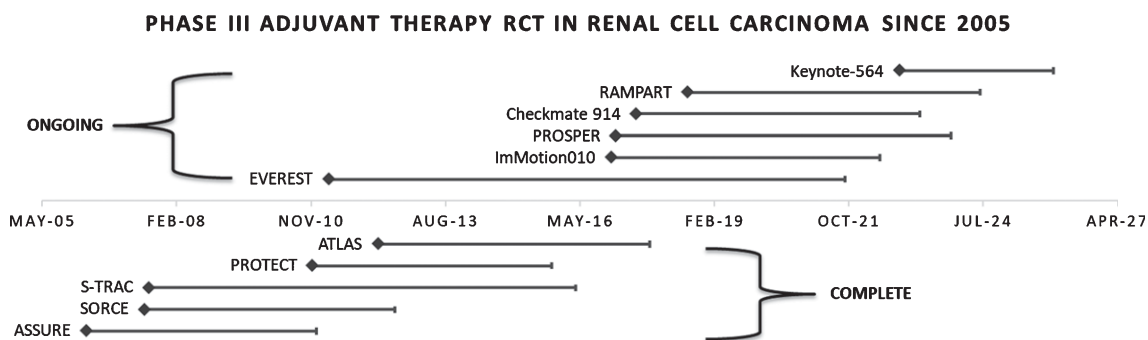 PHASE III ADJUVANT THERAPY RCT IN RENAL CELL CARCINOMA SINCE 2005
Keynote-564
RAMPART
Checkmate 914
ONGOING
PROSPER
ImMotion010
EVEREST
MAY-05 FEB-08 NOV-10 AUG-13 MAY-16 FEB-19 OCT-21 JUL-24 APR-27
ATLAS
PROTECT
S-TRAC
COMPLETE
SORCE
ASSURE